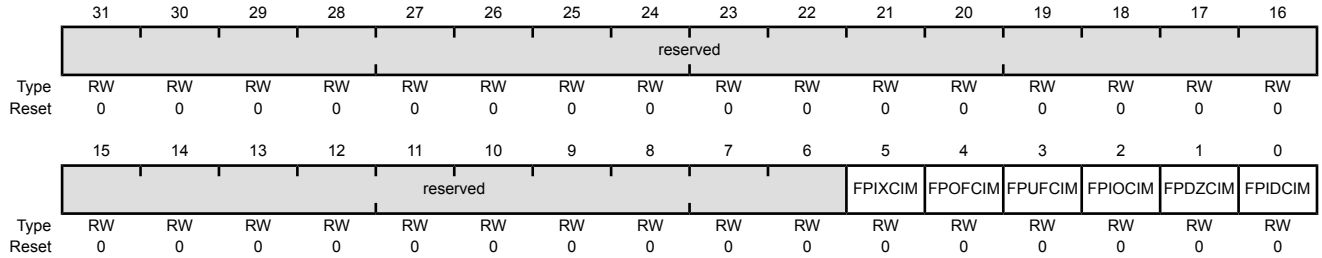 31 30 29 28 27 26 25 24 23 22 21 20 19 18 17 16
reserved
Type RW RW RW RW RW RW RW RW RW RW RW RW RW RW RW RW
Reset 0 0 0 0 0 0 0 0 0 0 0 0 0 0 0 0
15 14 13 12 11 10 9 8 7 6 5 4 3 2 1 0
reserved FPIXCIM FPOFCIM FPUFCIM FPIOCIM FPDZCIM FPIDCIM
Type RW RW RW RW RW RW RW RW RW RW RW RW RW RW RW RW
Reset 0 0 0 0 0 0 0 0 0 0 0 0 0 0 0 0